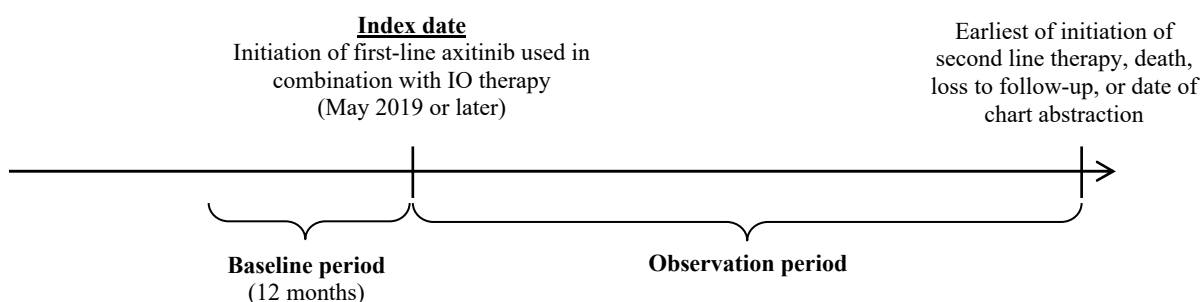 Index date
Initiation of first-line axitinib used in
combination with IO therapy
(May 2019 or later)
Earliest of initiation of
second line therapy, death,
loss to follow-up, or date of
chart abstraction
Baseline period
(12 months)
Observation period